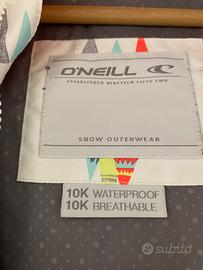 O'NEILL
ESTABLISHED NINETEEN FIFTY TWO
SNOW OUTERWEAR
10K WATERPROOF
10K BREATHABLE
subito